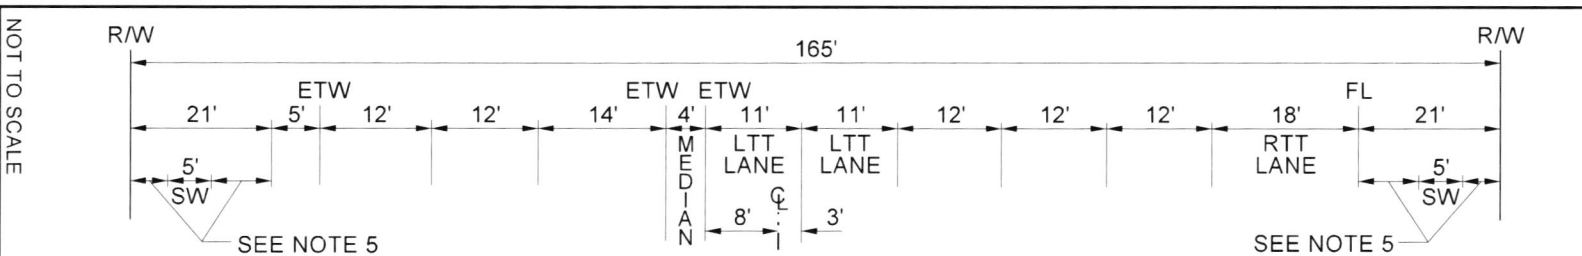 NOT TO SCALE
R/W R/W
165'
ETW ETW ETW FL
21' 5' 12' 12' 14' 4' 11' 11' 12' 12' 12' 18' 21'
MEDIAN
LTT LANE
LTT LANE
RTT LANE
5' SW
5' SW
8' ℄ 3'
SEE NOTE 5 SEE NOTE 5